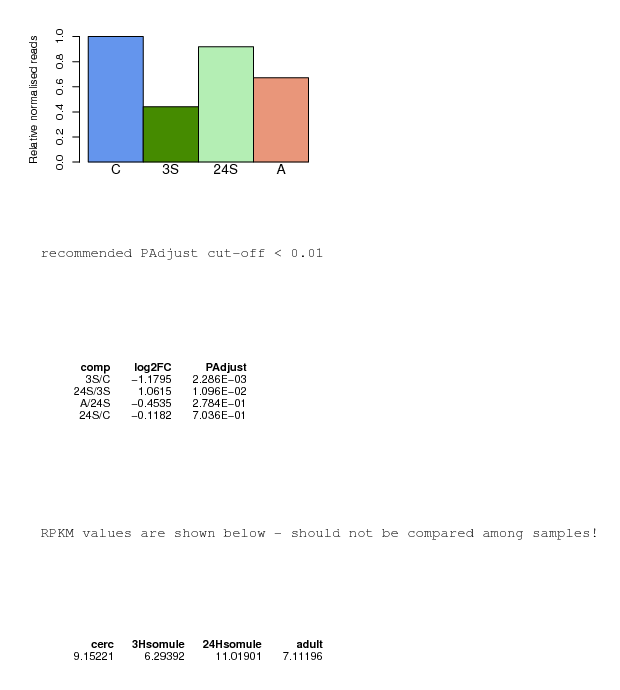 Relative normalised reads
1.0
0.8
0.6
0.4
0.2
0.0
C 3S 24S A
recommended PAdjust cut-off < 0.01
comp log2FC PAdjust
3S/C −1.1795 2.286E−03
24S/3S 1.0615 1.096E−02
A/24S −0.4535 2.784E−01
24S/C −0.1182 7.036E−01
RPKM values are shown below - should not be compared among samples!
cerc 3Hsomule 24Hsomule adult
9.15221 6.29392 11.01901 7.11196